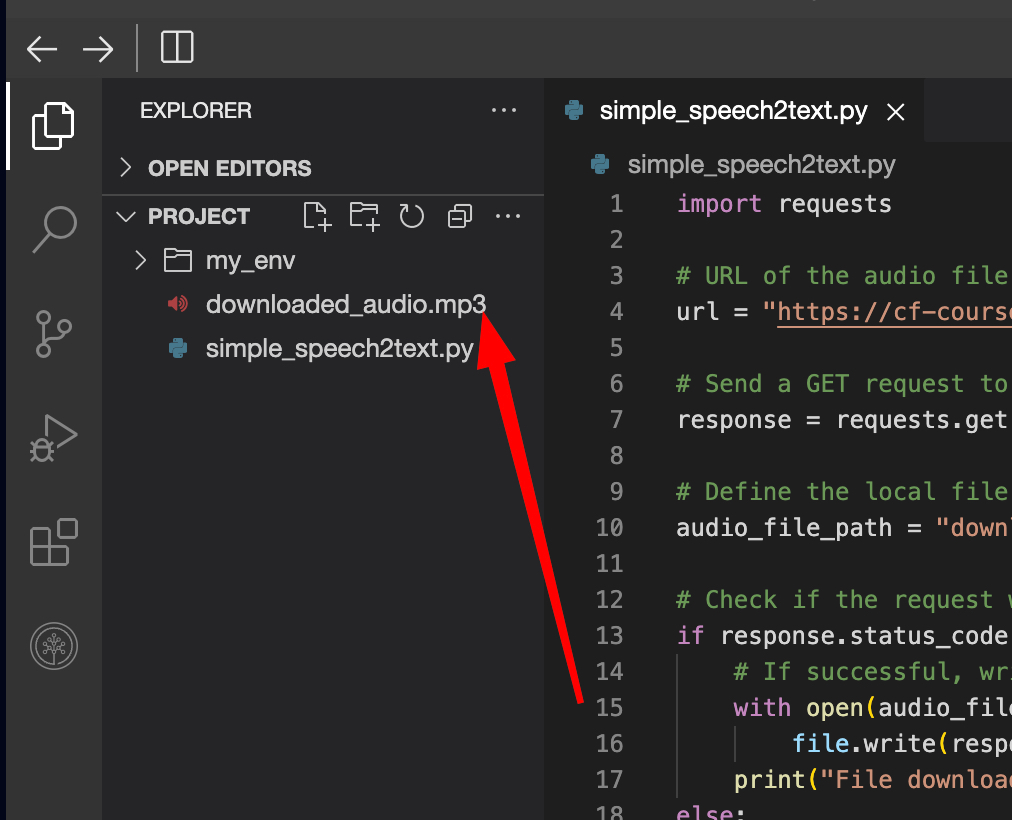 EXPLORER
OPEN EDITORS
PROJECT
my_env
downloaded_audio.mp3
simple_speech2text.py
simple_speech2text.py
simple_speech2text.py
1 import requests
2
3 # URL of the audio file
4 url = "https://cf-course
5
6 # Send a GET request to
7 response = requests.get
8
9 # Define the local file
10 audio_file_path = "down
11
12 # Check if the request
13 if response.status_code
14 # If successful, wri
15 with open(audio_file
16 file.write(respo
17 print("File download
18 else: